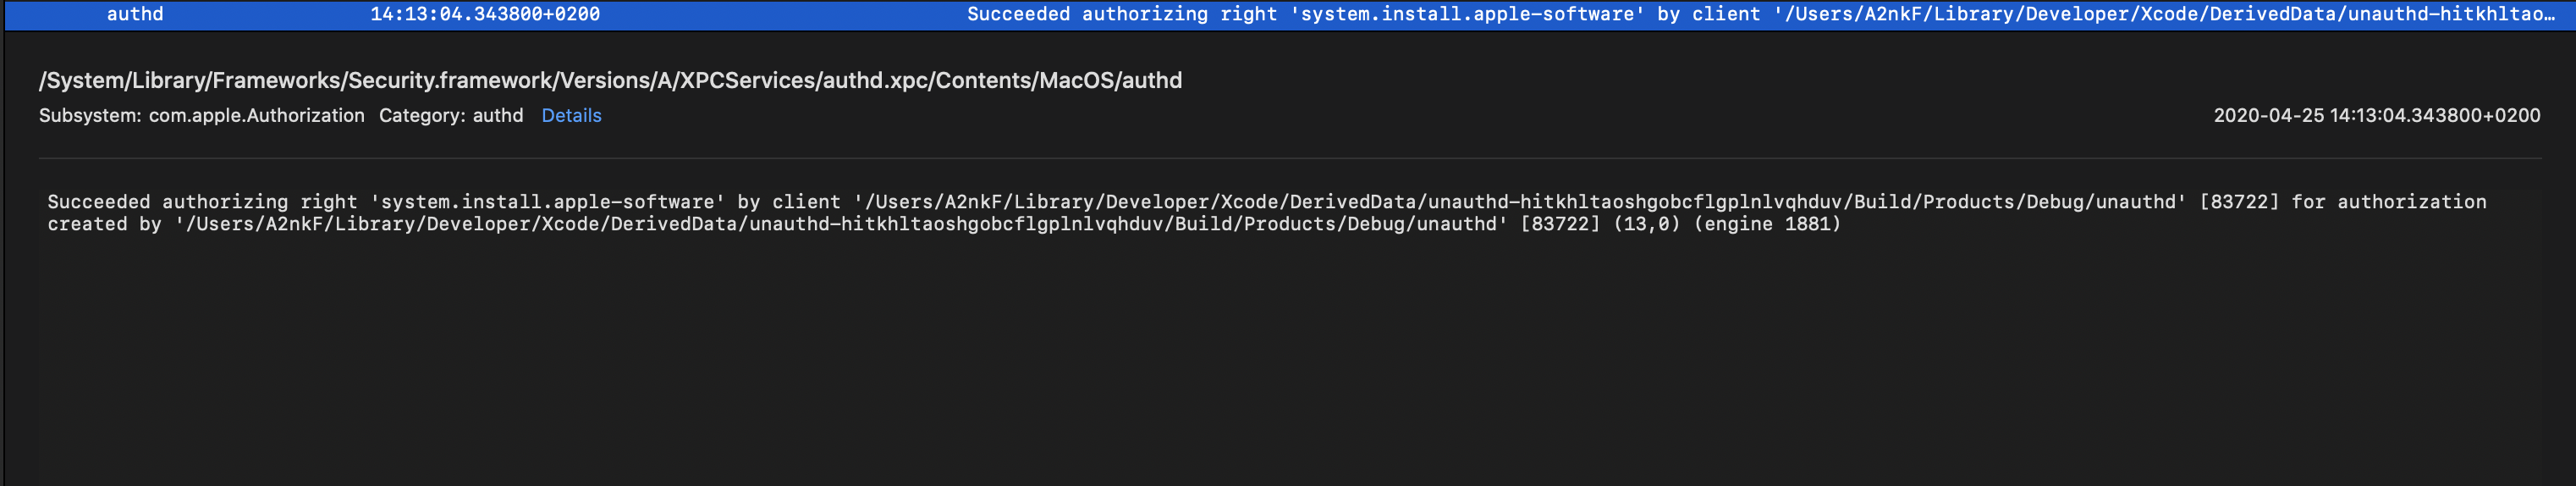 authd 14:13:04.343800+0200 Succeeded authorizing right 'system.install.apple-software' by client '/Users/A2nkF/Library/Developer/Xcode/DerivedData/unauthd-hitkhltao…
/System/Library/Frameworks/Security.framework/Versions/A/XPCServices/authd.xpc/Contents/MacOS/authd
Subsystem: com.apple.Authorization Category: authd Details 2020-04-25 14:13:04.343800+0200
Succeeded authorizing right 'system.install.apple-software' by client '/Users/A2nkF/Library/Developer/Xcode/DerivedData/unauthd-hitkhltaoshgobcflgplnlvqhduv/Build/Products/Debug/unauthd' [83722] for authorization
created by '/Users/A2nkF/Library/Developer/Xcode/DerivedData/unauthd-hitkhltaoshgobcflgplnlvqhduv/Build/Products/Debug/unauthd' [83722] (13,0) (engine 1881)